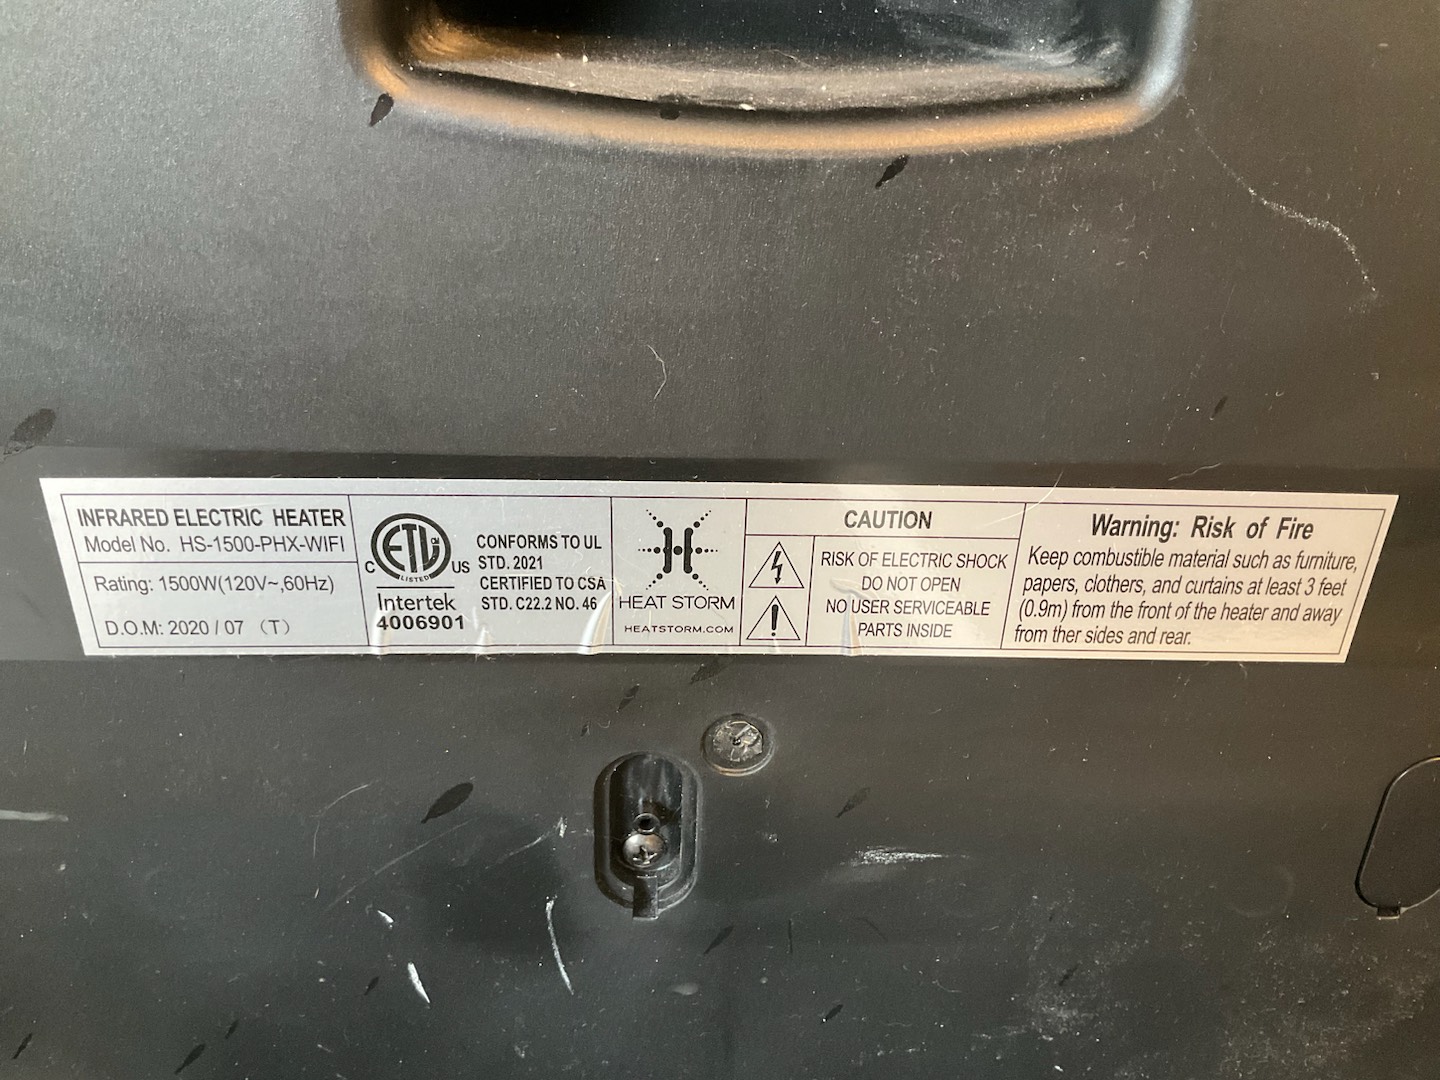 INFRARED ELECTRIC HEATER
Model No. HS-1500-PHX-WIFI
Rating: 1500W(120V~,60Hz)
D.O.M: 2020 / 07 (T)
ETL CM
LISTED
C US
Intertek
4006901
CONFORMS TO UL
STD. 2021
CERTIFIED TO CSA
STD. C22.2 NO. 46
HEAT STORM
HEATSTORM.COM
CAUTION
RISK OF ELECTRIC SHOCK
DO NOT OPEN
NO USER SERVICEABLE
PARTS INSIDE
Warning: Risk of Fire
Keep combustible material such as furniture,
papers, clothers, and curtains at least 3 feet
(0.9m) from the front of the heater and away
from ther sides and rear.